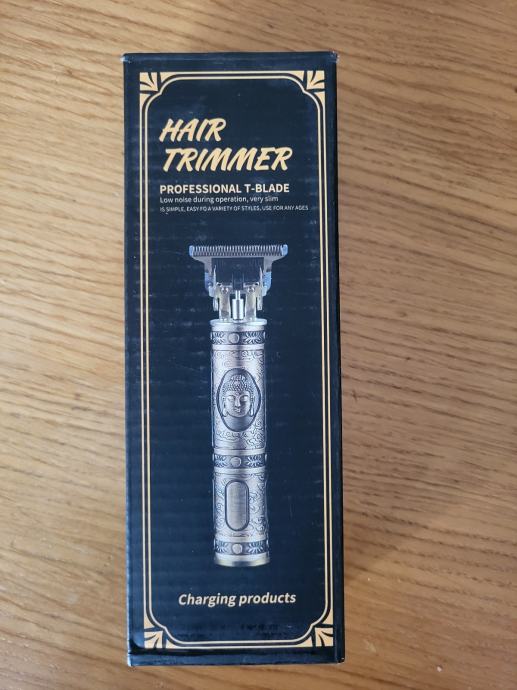 HAIR
TRIMMER
PROFESSIONAL T-BLADE
Low noise during operation, very slim
IS SIMPLE, EASY FO A VARIETY OF STYLES, USE FOR ANY AGES
Charging products